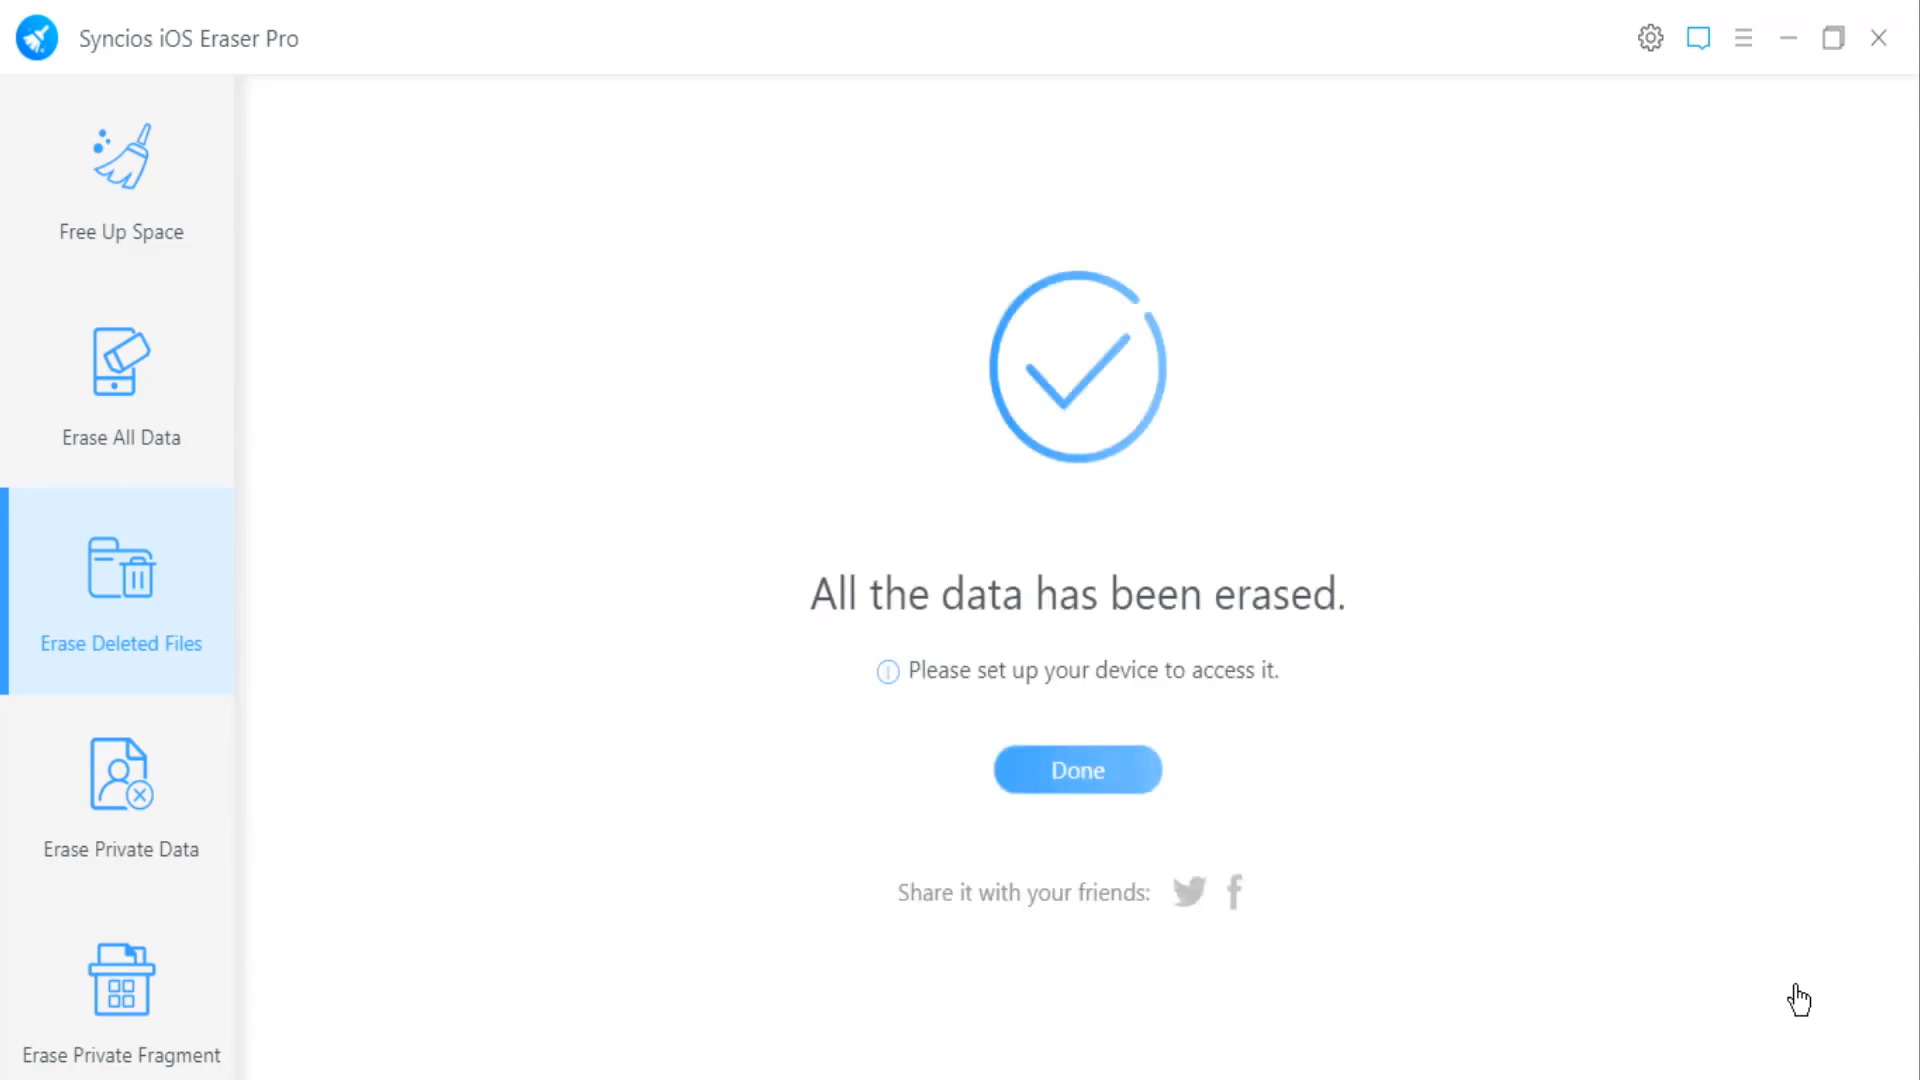 Syncios iOS Eraser Pro
Free Up Space
Erase All Data
Erase Deleted Files
Erase Private Data
Erase Private Fragment
All the data has been erased.
Please set up your device to access it.
Done
Share it with your friends: